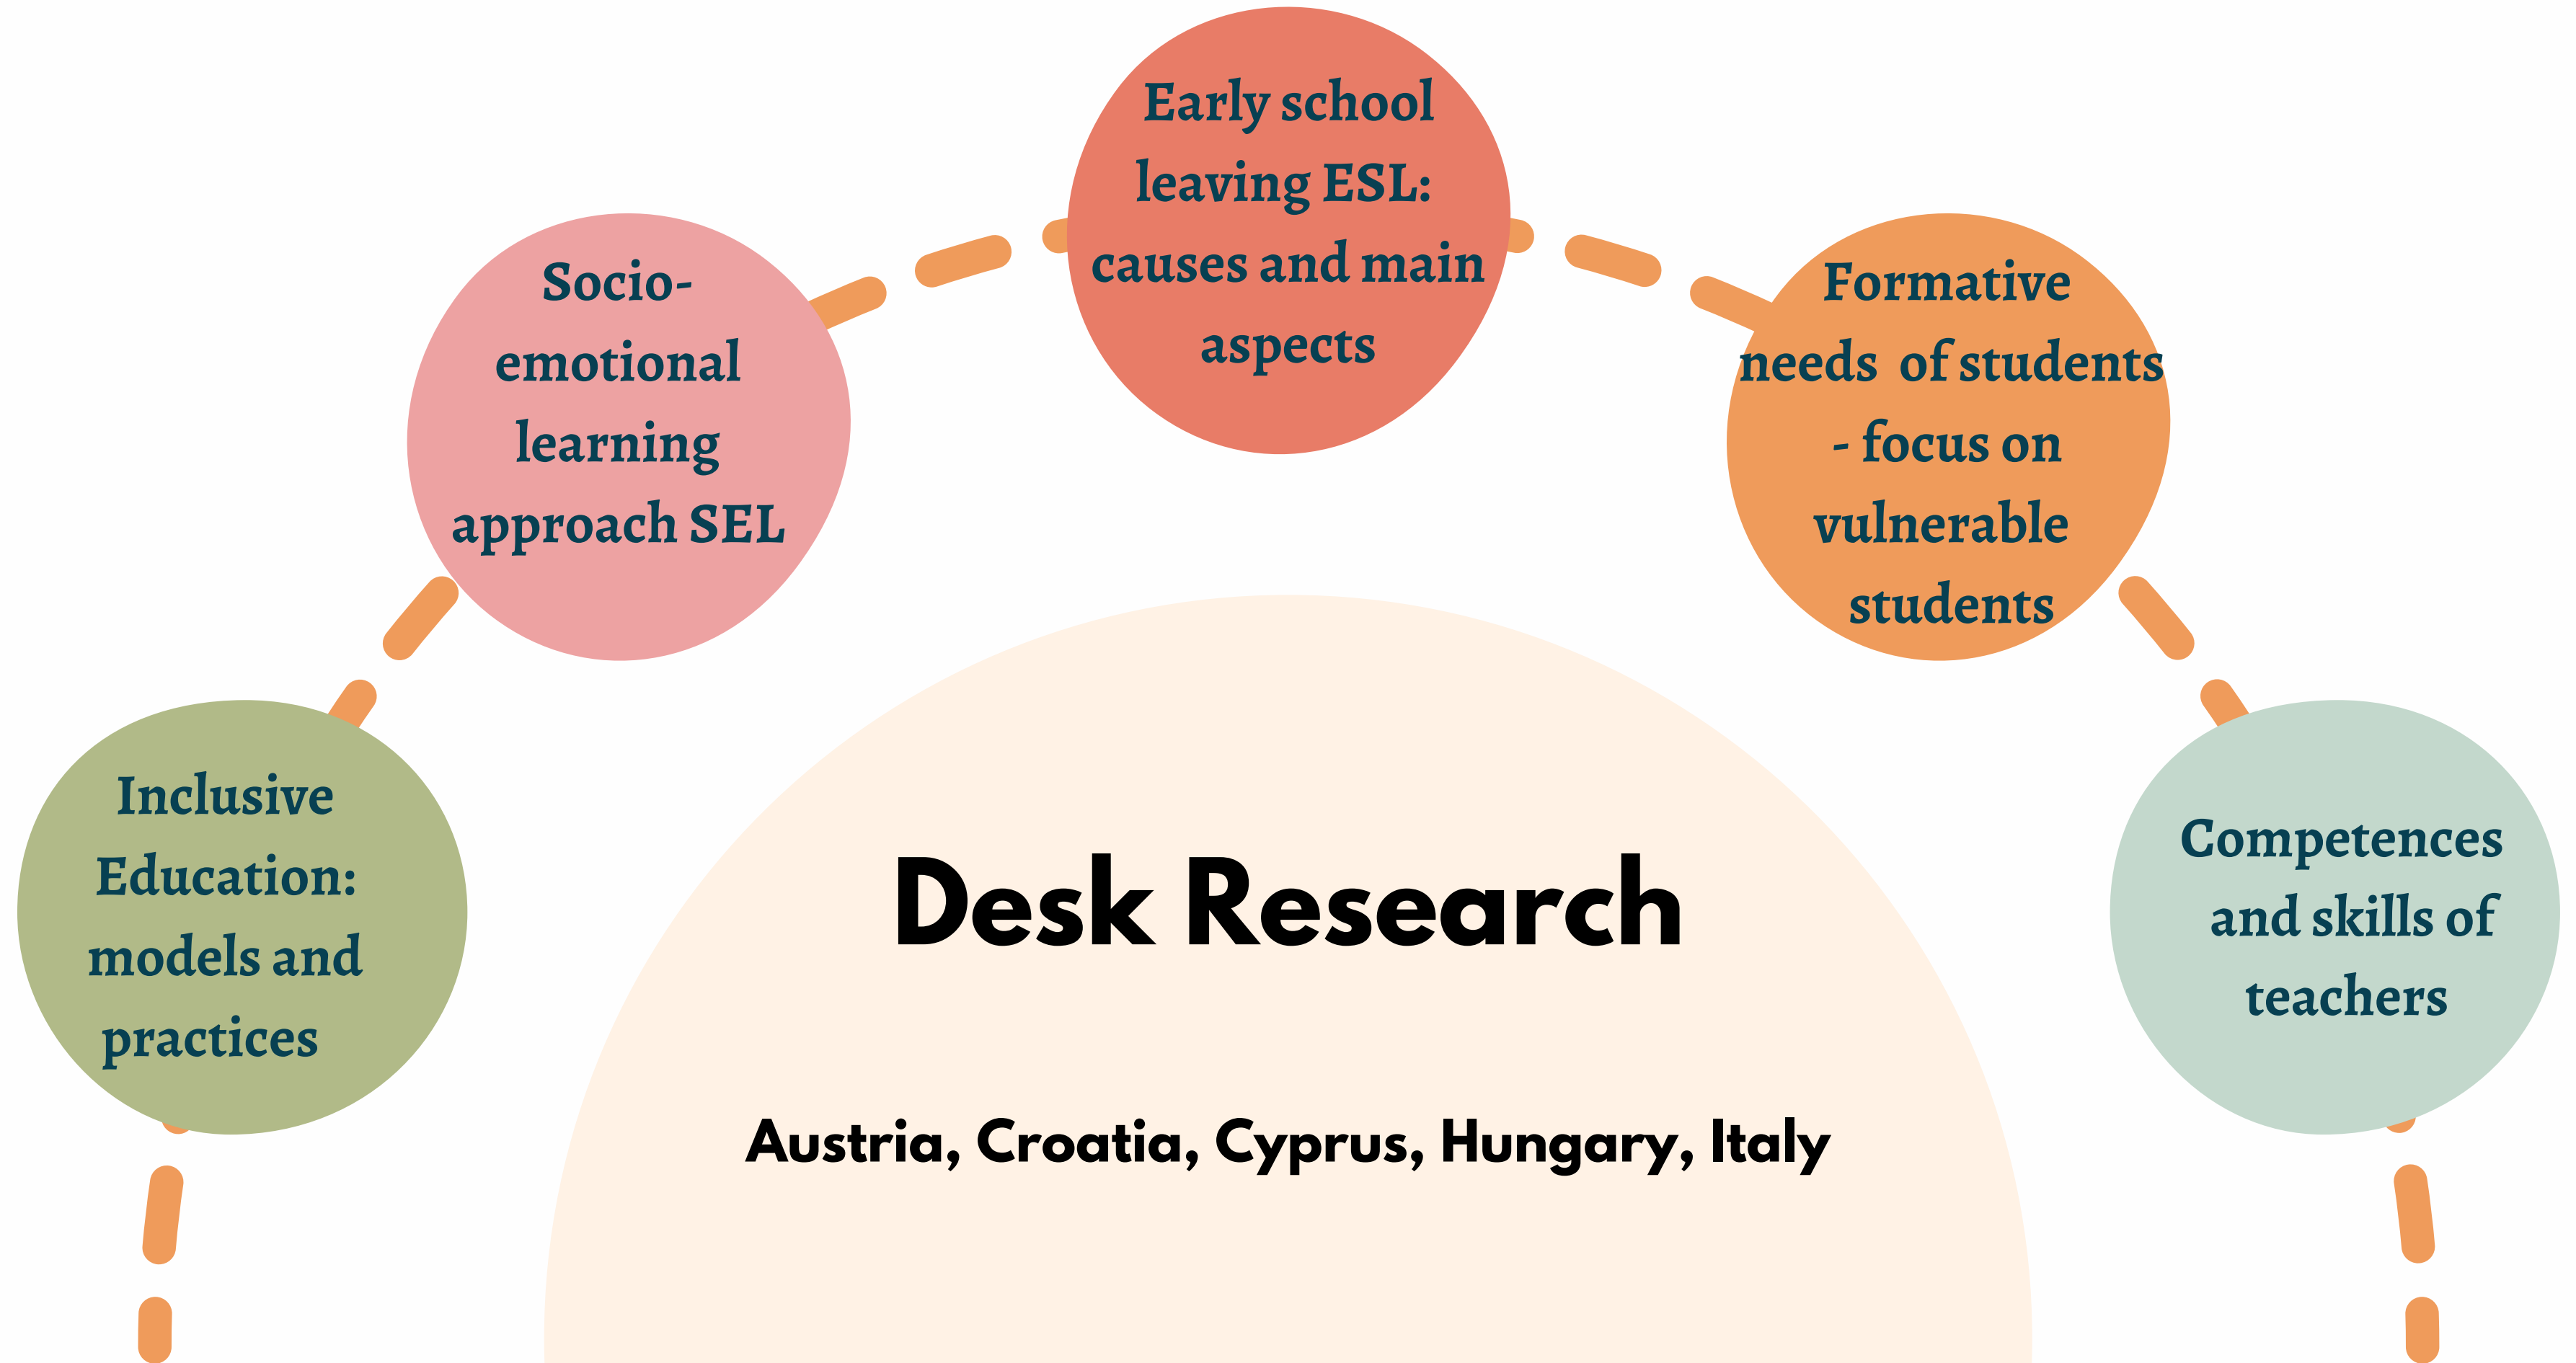 Early school
leaving ESL:
causes and main
aspects
Socio-
emotional
learning
approach SEL
Formative
needs of students
- focus on
vulnerable
students
Inclusive
Education:
models and
practices
Competences
and skills of
teachers
Desk Research
Austria, Croatia, Cyprus, Hungary, Italy